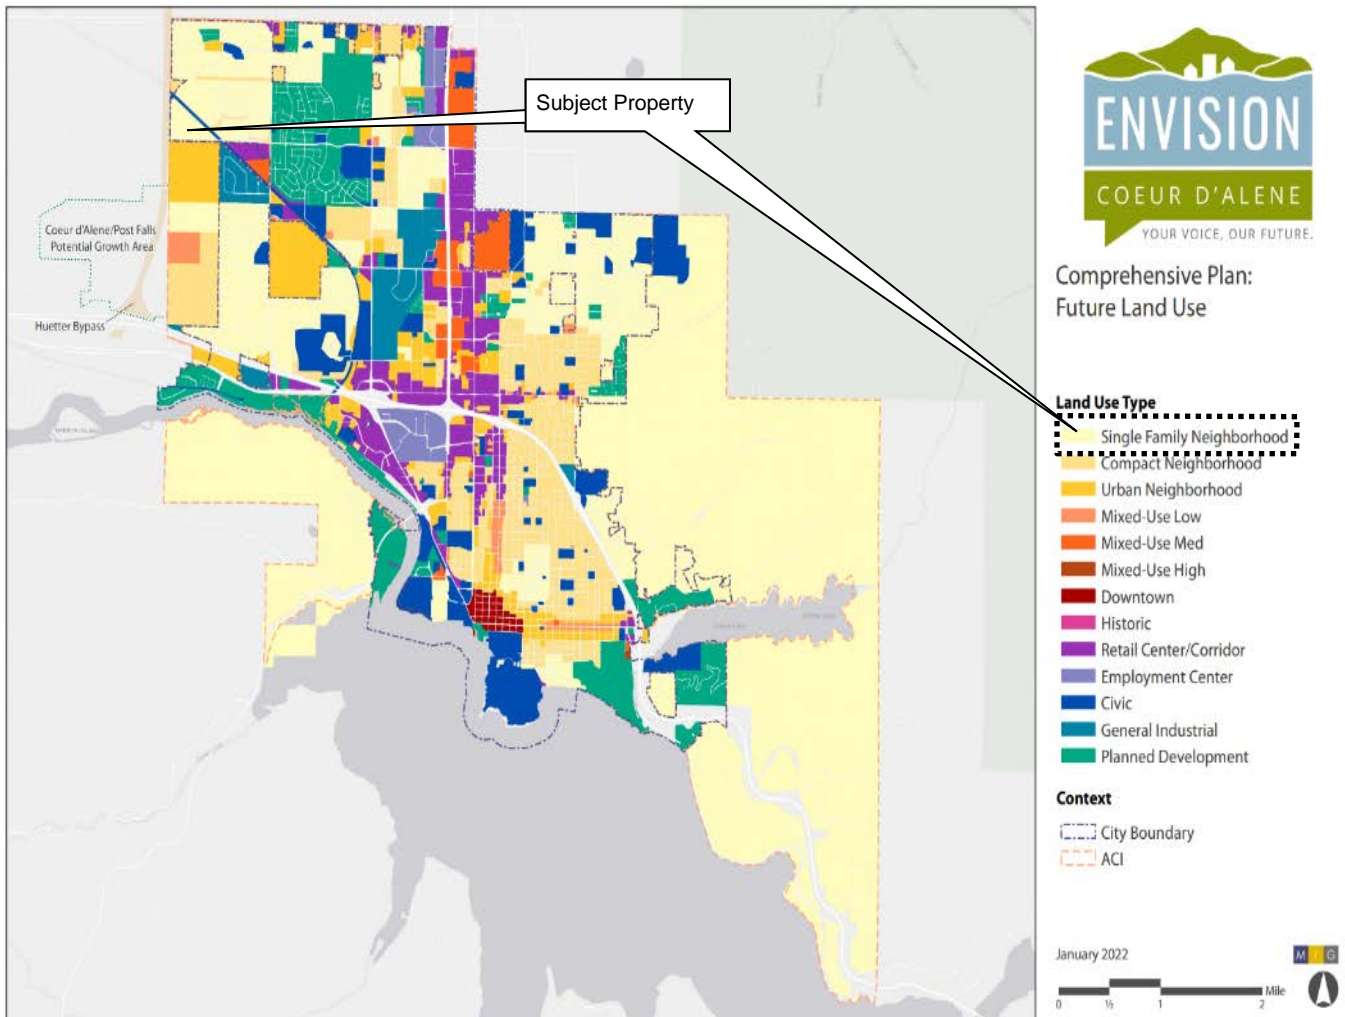 Subject Property
Coeur d'Alene/Post Falls
Potential Growth Area
Huetter Bypass
ENVISION
COEUR D'ALENE
YOUR VOICE, OUR FUTURE.
Comprehensive Plan:
Future Land Use
Land Use Type
Single Family Neighborhood
Compact Neighborhood
Urban Neighborhood
Mixed-Use Low
Mixed-Use Med
Mixed-Use High
Downtown
Historic
Retail Center/Corridor
Employment Center
Civic
General Industrial
Planned Development
Context
City Boundary
ACI
January 2022
M I G
Mile
0 ½ 1 2